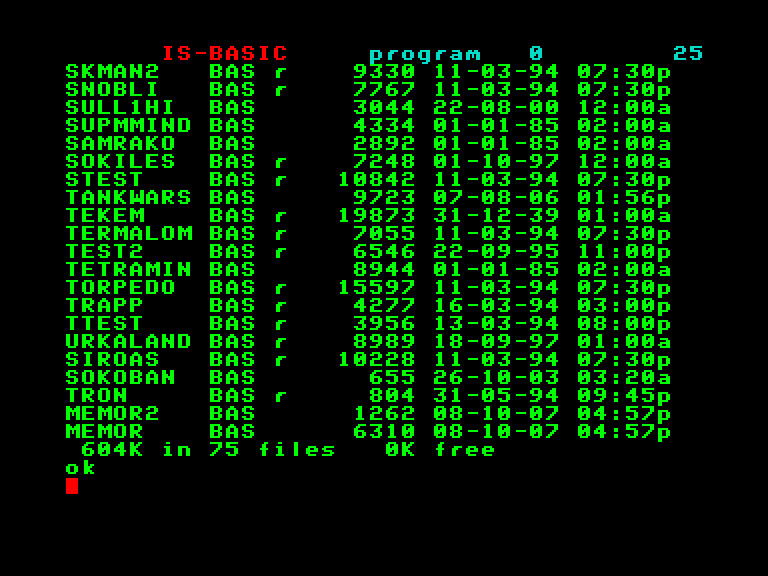 IS-BASIC program 0 25
SKMAN2 BAS r 9330 11-03-94 07:30p
SNOBLI BAS r 7767 11-03-94 07:30p
SULL1HI BAS 3044 22-08-00 12:00a
SUPMMIND BAS 4334 01-01-85 02:00a
SAMRAKO BAS 2892 01-01-85 02:00a
SOKILES BAS r 7248 01-10-97 12:00a
STEST BAS r 10842 11-03-94 07:30p
TANKWARS BAS 9723 07-08-06 01:56p
TEKEM BAS r 19873 31-12-39 01:00a
TERMALOM BAS r 7055 11-03-94 07:30p
TEST2 BAS r 6546 22-09-95 11:00p
TETRAMIN BAS 8944 01-01-85 02:00a
TORPEDO BAS r 15597 11-03-94 07:30p
TRAPP BAS r 4277 16-03-94 03:00p
TTEST BAS r 3956 13-03-94 08:00p
URKALAND BAS r 8989 18-09-97 01:00a
SIROAS BAS r 10228 11-03-94 07:30p
SOKOBAN BAS 655 26-10-03 03:20a
TRON BAS r 804 31-05-94 09:45p
MEMOR2 BAS 1262 08-10-07 04:57p
MEMOR BAS 6310 08-10-07 04:57p
604K in 75 files 0K free
ok